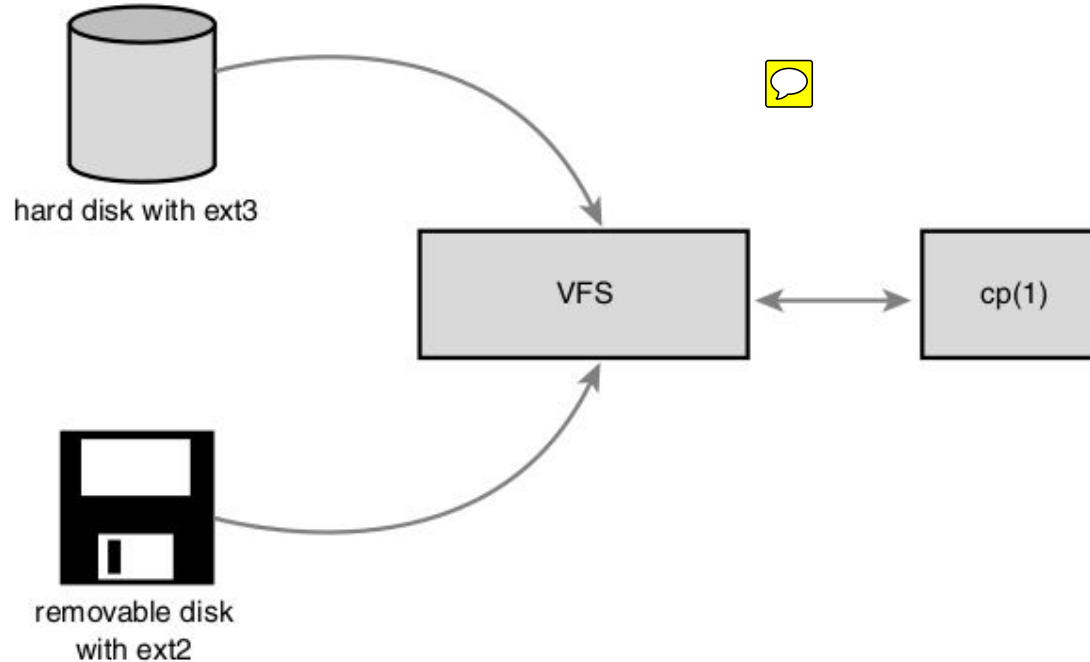 hard disk with ext3
VFS
cp(1)
removable disk
with ext2